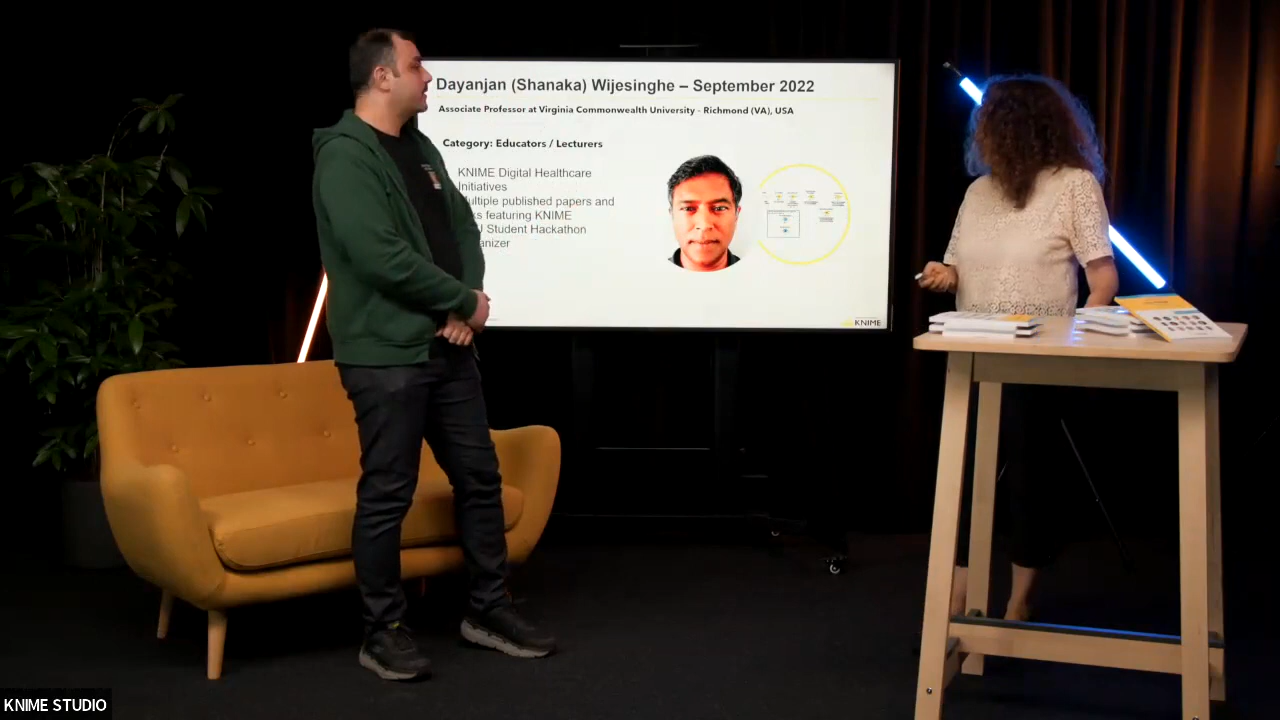 Dayanjan (Shanaka) Wijesinghe – September 2022
Associate Professor at Virginia Commonwealth University - Richmond (VA), USA
Category: Educators / Lecturers
KNIME Digital Healthcare
Initiatives
published papers and
featuring KNIME
Student Hackathon
KNIME
KNIME STUDIO